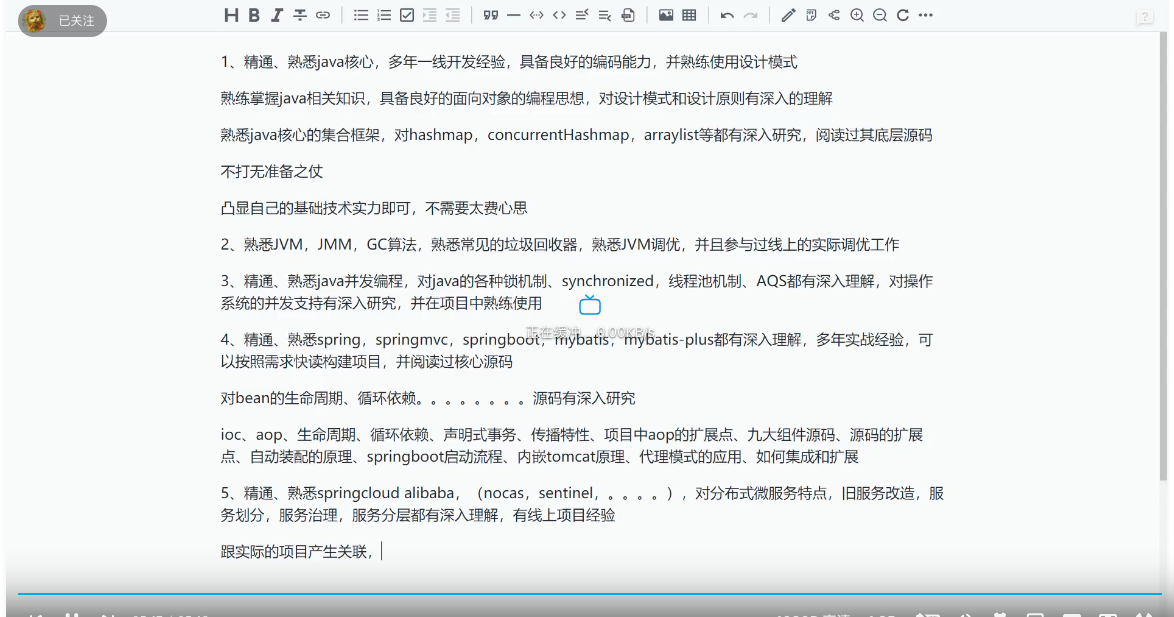 已关注
1、精通、熟悉java核心，多年一线开发经验，具备良好的编码能力，并熟练使用设计模式
熟练掌握java相关知识，具备良好的面向对象的编程思想，对设计模式和设计原则有深入的理解
熟悉java核心的集合框架，对hashmap，concurrentHashmap，arraylist等都有深入研究，阅读过其底层源码
不打无准备之仗
凸显自己的基础技术实力即可，不需要太费心思
2、熟悉JVM，JMM，GC算法，熟悉常见的垃圾回收器，熟悉JVM调优，并且参与过线上的实际调优工作
3、精通、熟悉java并发编程，对java的各种锁机制、synchronized，线程池机制、AQS都有深入理解，对操作
系统的并发支持有深入研究，并在项目中熟练使用
正在缓冲... 0.00KB/s
4、精通、熟悉spring，springmvc，springboot，mybatis，mybatis-plus都有深入理解，多年实战经验，可
以按照需求快读构建项目，并阅读过核心源码
对bean的生命周期、循环依赖。。。。。。。。源码有深入研究
ioc、aop、生命周期、循环依赖、声明式事务、传播特性、项目中aop的扩展点、九大组件源码、源码的扩展
点、自动装配的原理、springboot启动流程、内嵌tomcat原理、代理模式的应用、如何集成和扩展
5、精通、熟悉springcloud alibaba，（nocas，sentinel，。。。。），对分布式微服务特点，旧服务改造，服
务划分，服务治理，服务分层都有深入理解，有线上项目经验
跟实际的项目产生关联，